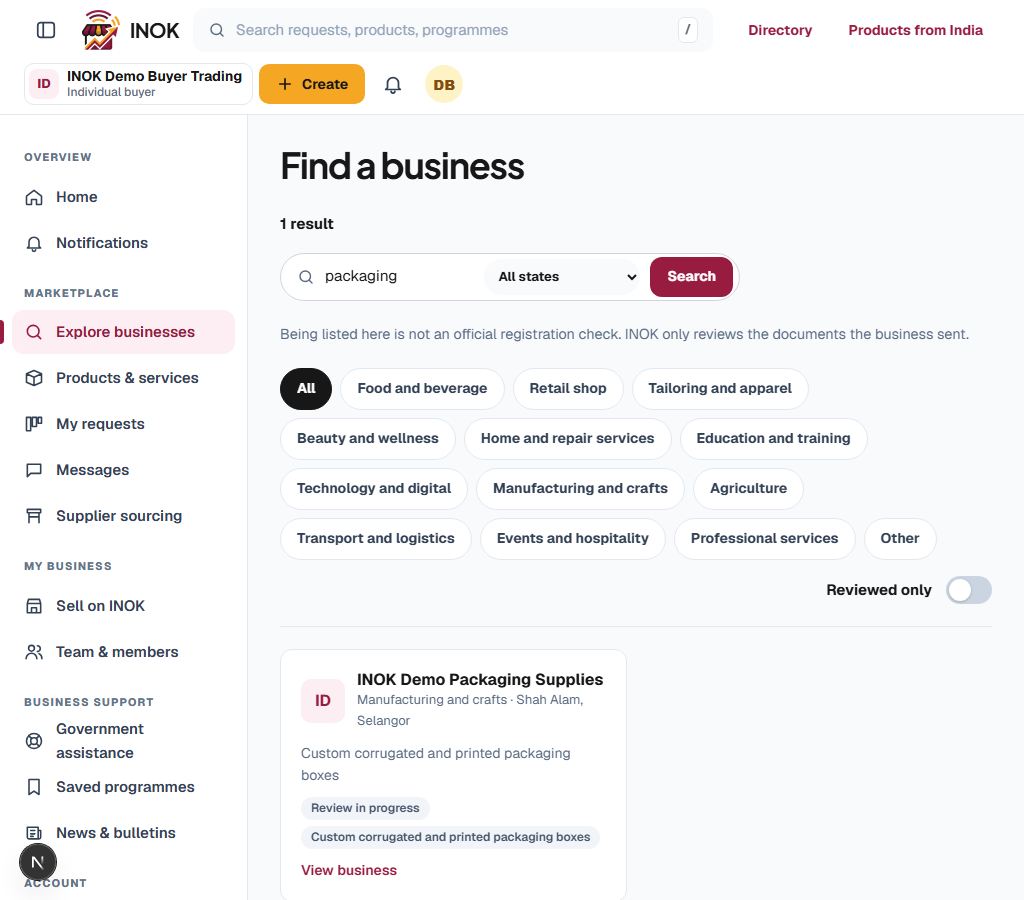 INOK
Search requests, products, programmes
/
Directory
Products from India
ID
INOK Demo Buyer Trading
Individual buyer
+ Create
DB
OVERVIEW
Home
Notifications
MARKETPLACE
Explore businesses
Products & services
My requests
Messages
Supplier sourcing
MY BUSINESS
Sell on INOK
Team & members
BUSINESS SUPPORT
Government
assistance
Saved programmes
News & bulletins
N
ACCOUNT
Find a business
1 result
packaging
All states
Search
Being listed here is not an official registration check. INOK only reviews the documents the business sent.
All
Food and beverage
Retail shop
Tailoring and apparel
Beauty and wellness
Home and repair services
Education and training
Technology and digital
Manufacturing and crafts
Agriculture
Transport and logistics
Events and hospitality
Professional services
Other
Reviewed only
ID
INOK Demo Packaging Supplies
Manufacturing and crafts · Shah Alam,
Selangor
Custom corrugated and printed packaging
boxes
Review in progress
Custom corrugated and printed packaging boxes
View business